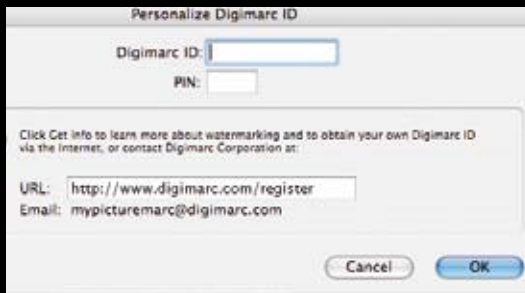 Personalize Digimarc ID
Digimarc ID:
PIN:
Click Get info to learn more about watermarking and to obtain your own Digimarc ID
via the Internet, or contact Digimarc Corporation at:
URL: http://www.digimarc.com/register
Email: mypicturemarc@digimarc.com
Cancel OK